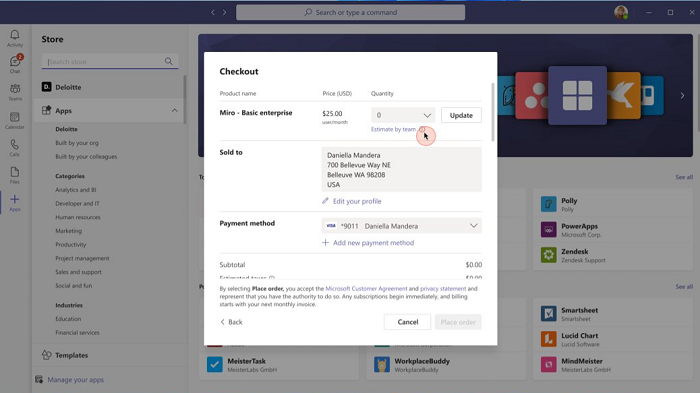 Search or type a command
Activity
Chat
2
Teams
Calendar
Calls
Files
Apps
Store
Search store
D.
Deloitte
Apps
Deloitte
Built by your org
Built by your colleagues
Categories
Analytics and BI
Developer and IT
Human resources
Marketing
Productivity
Project management
Sales and support
Social and fun
Industries
Education
Financial services
Templates
Manage your apps
Checkout
Product name
Price (USD)
Quantity
Miro - Basic enterprise
$25.00
user/month
0
Update
Estimate by team
Sold to
Daniella Mandera
700 Bellevue Way NE
Belleuve WA 98208
USA
Edit your profile
Payment method
VISA
*9011 Daniella Mandera
Add new payment method
Subtotal
$0.00
Estimated taxes
$0.00
By selecting Place order, you accept the Microsoft Customer Agreement and privacy statement and
represent that you have the authority to do so. Any subscriptions begin immediately, and billing
starts with your next monthly invoice.
Back
Cancel
Place order
See all
Polly
Polly
PowerApps
Microsoft Corp.
Zendesk
Zendesk Support
See all
Smartsheet
Smartsheet
Lucid Chart
Lucid Software
MeisterTask
MeisterLabs GmbH
WorkplaceBuddy
MindMeister
MeisterLabs GmbH